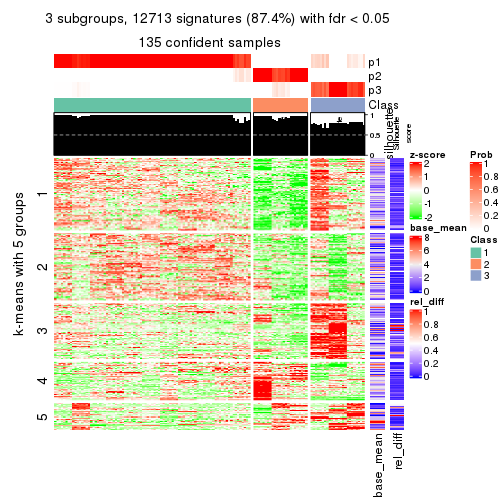 3 subgroups, 12713 signatures (87.4%) with fdr < 0.05
135 confident samples
p1
p2
p3
Class
1
0.5
0
silhouette
Silhouette
score
k-means with 5 groups
1
2
3
4
5
base_mean
rel_diff
z-score
2
1
0
-1
-2
base_mean
8
6
4
2
0
rel_diff
1
0.8
0.6
0.4
0.2
0
Prob
1
0.8
0.6
0.4
0.2
0
Class
1
2
3